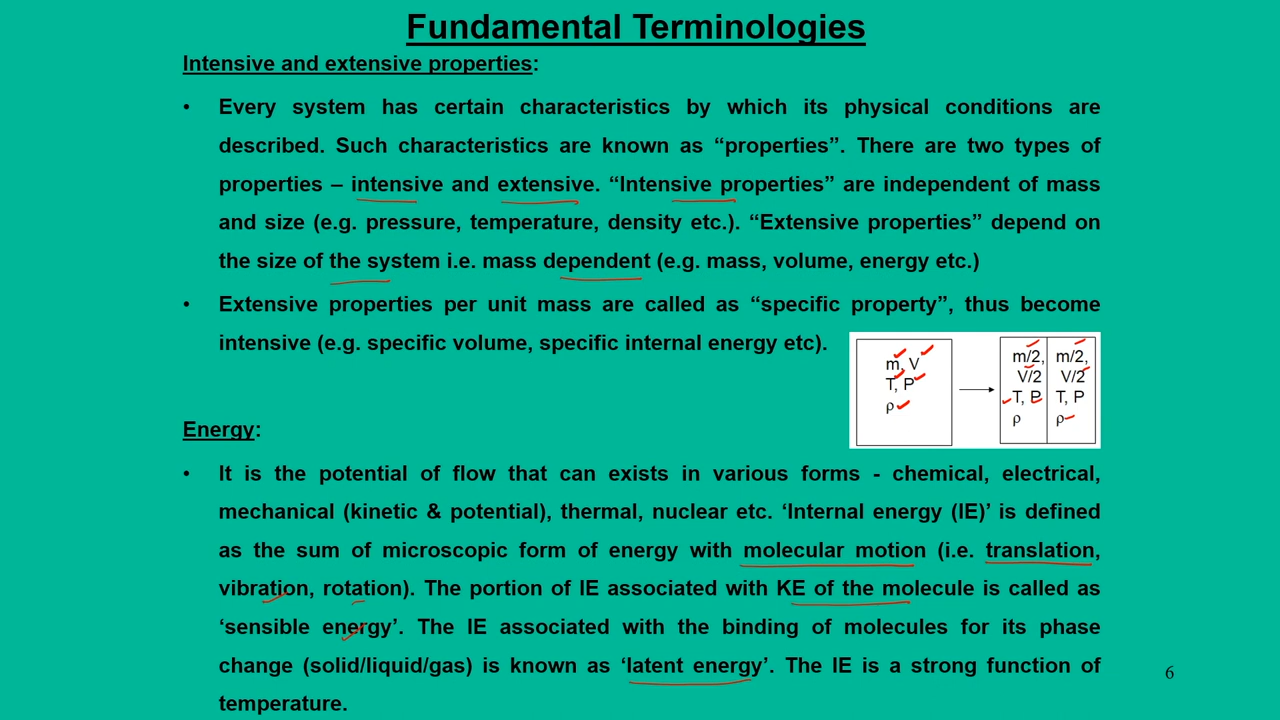 Fundamental Terminologies
Intensive and extensive properties:
• Every system has certain characteristics by which its physical conditions are
described. Such characteristics are known as “properties”. There are two types of
properties – intensive and extensive. “Intensive properties” are independent of mass
and size (e.g. pressure, temperature, density etc.). “Extensive properties” depend on
the size of the system i.e. mass dependent (e.g. mass, volume, energy etc.)
• Extensive properties per unit mass are called as “specific property”, thus become
intensive (e.g. specific volume, specific internal energy etc).
m, V
T, P
ρ
m/2, m/2,
V/2 V/2
T, P T, P
ρ ρ
Energy:
• It is the potential of flow that can exists in various forms - chemical, electrical,
mechanical (kinetic & potential), thermal, nuclear etc. ‘Internal energy (IE)’ is defined
as the sum of microscopic form of energy with molecular motion (i.e. translation,
vibration, rotation). The portion of IE associated with KE of the molecule is called as
‘sensible energy’. The IE associated with the binding of molecules for its phase
change (solid/liquid/gas) is known as ‘latent energy’. The IE is a strong function of
temperature.
6